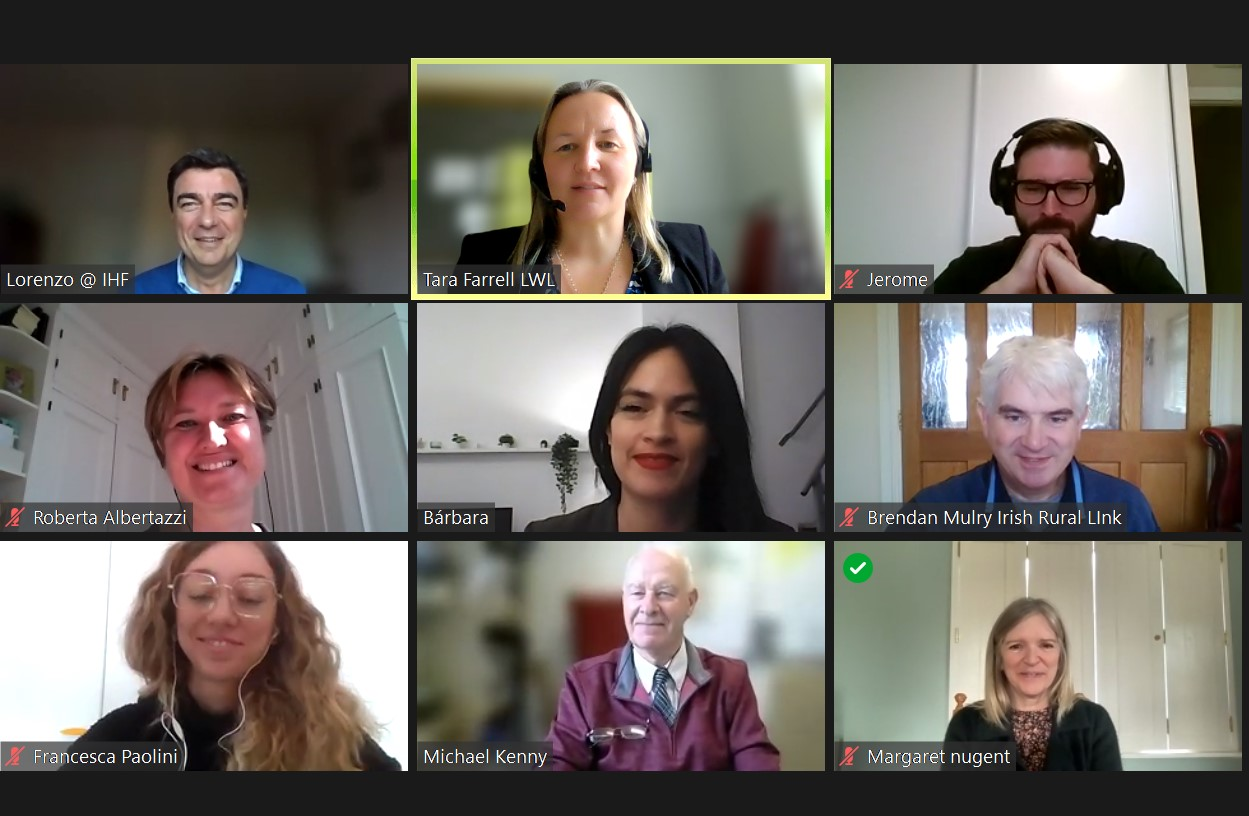 Lorenzo @ IHF
Tara Farrell LWL
Jerome
Roberta Albertazzi
Bárbara
Brendan Mulry Irish Rural LInk
Francesca Paolini
Michael Kenny
Margaret nugent